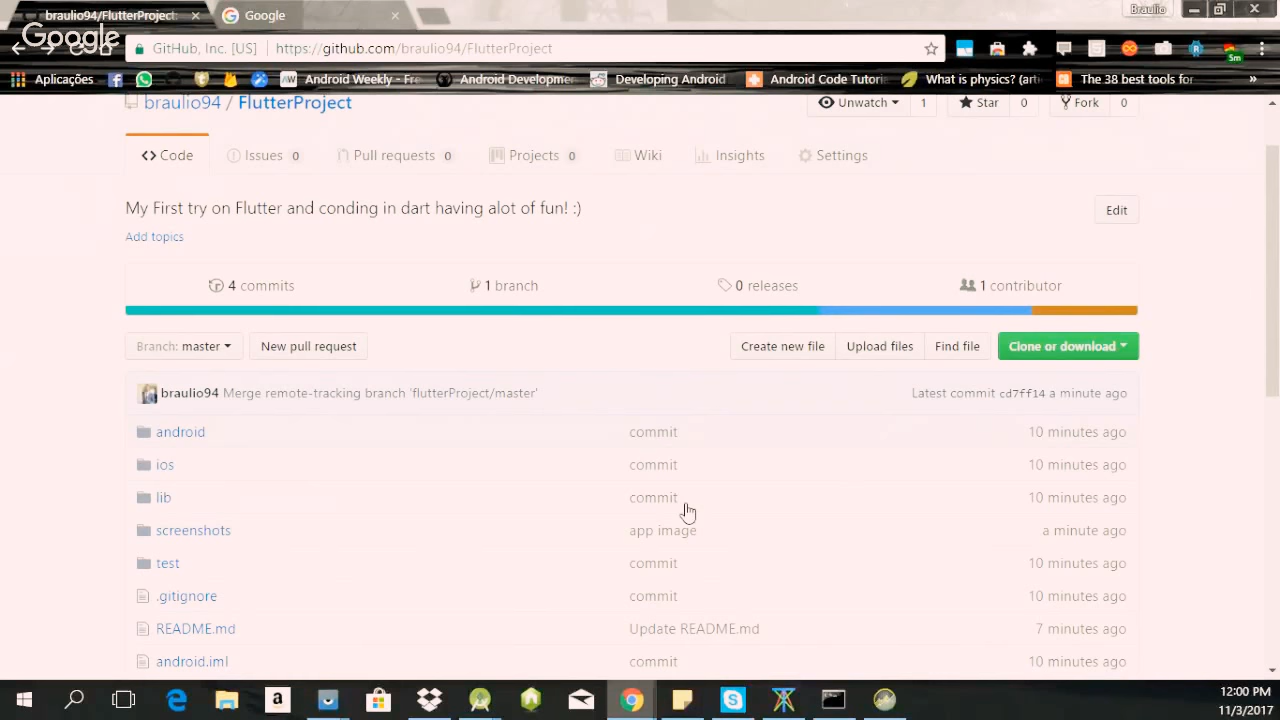 braulio94/FlutterProject:
Google
Braulio
Google
GitHub, Inc. [US]
https://github.com/braulio94/FlutterProject
5m
Aplicações
Android Weekly - Fre
Android Developme
Developing Android
Android Code Tutori
What is physics? (arti
The 38 best tools for
»
braulio94 / FlutterProject
Unwatch 1
Star 0
Fork 0
Code
Issues 0
Pull requests 0
Projects 0
Wiki
Insights
Settings
My First try on Flutter and conding in dart having alot of fun! :)
Edit
Add topics
4 commits
1 branch
0 releases
1 contributor
Branch: master
New pull request
Create new file
Upload files
Find file
Clone or download
braulio94 Merge remote-tracking branch 'flutterProject/master'
Latest commit cd7ff14 a minute ago
android commit 10 minutes ago
ios commit 10 minutes ago
lib commit 10 minutes ago
screenshots app image a minute ago
test commit 10 minutes ago
.gitignore commit 10 minutes ago
README.md Update README.md 7 minutes ago
android.iml commit 10 minutes ago
12:00 PM
11/3/2017